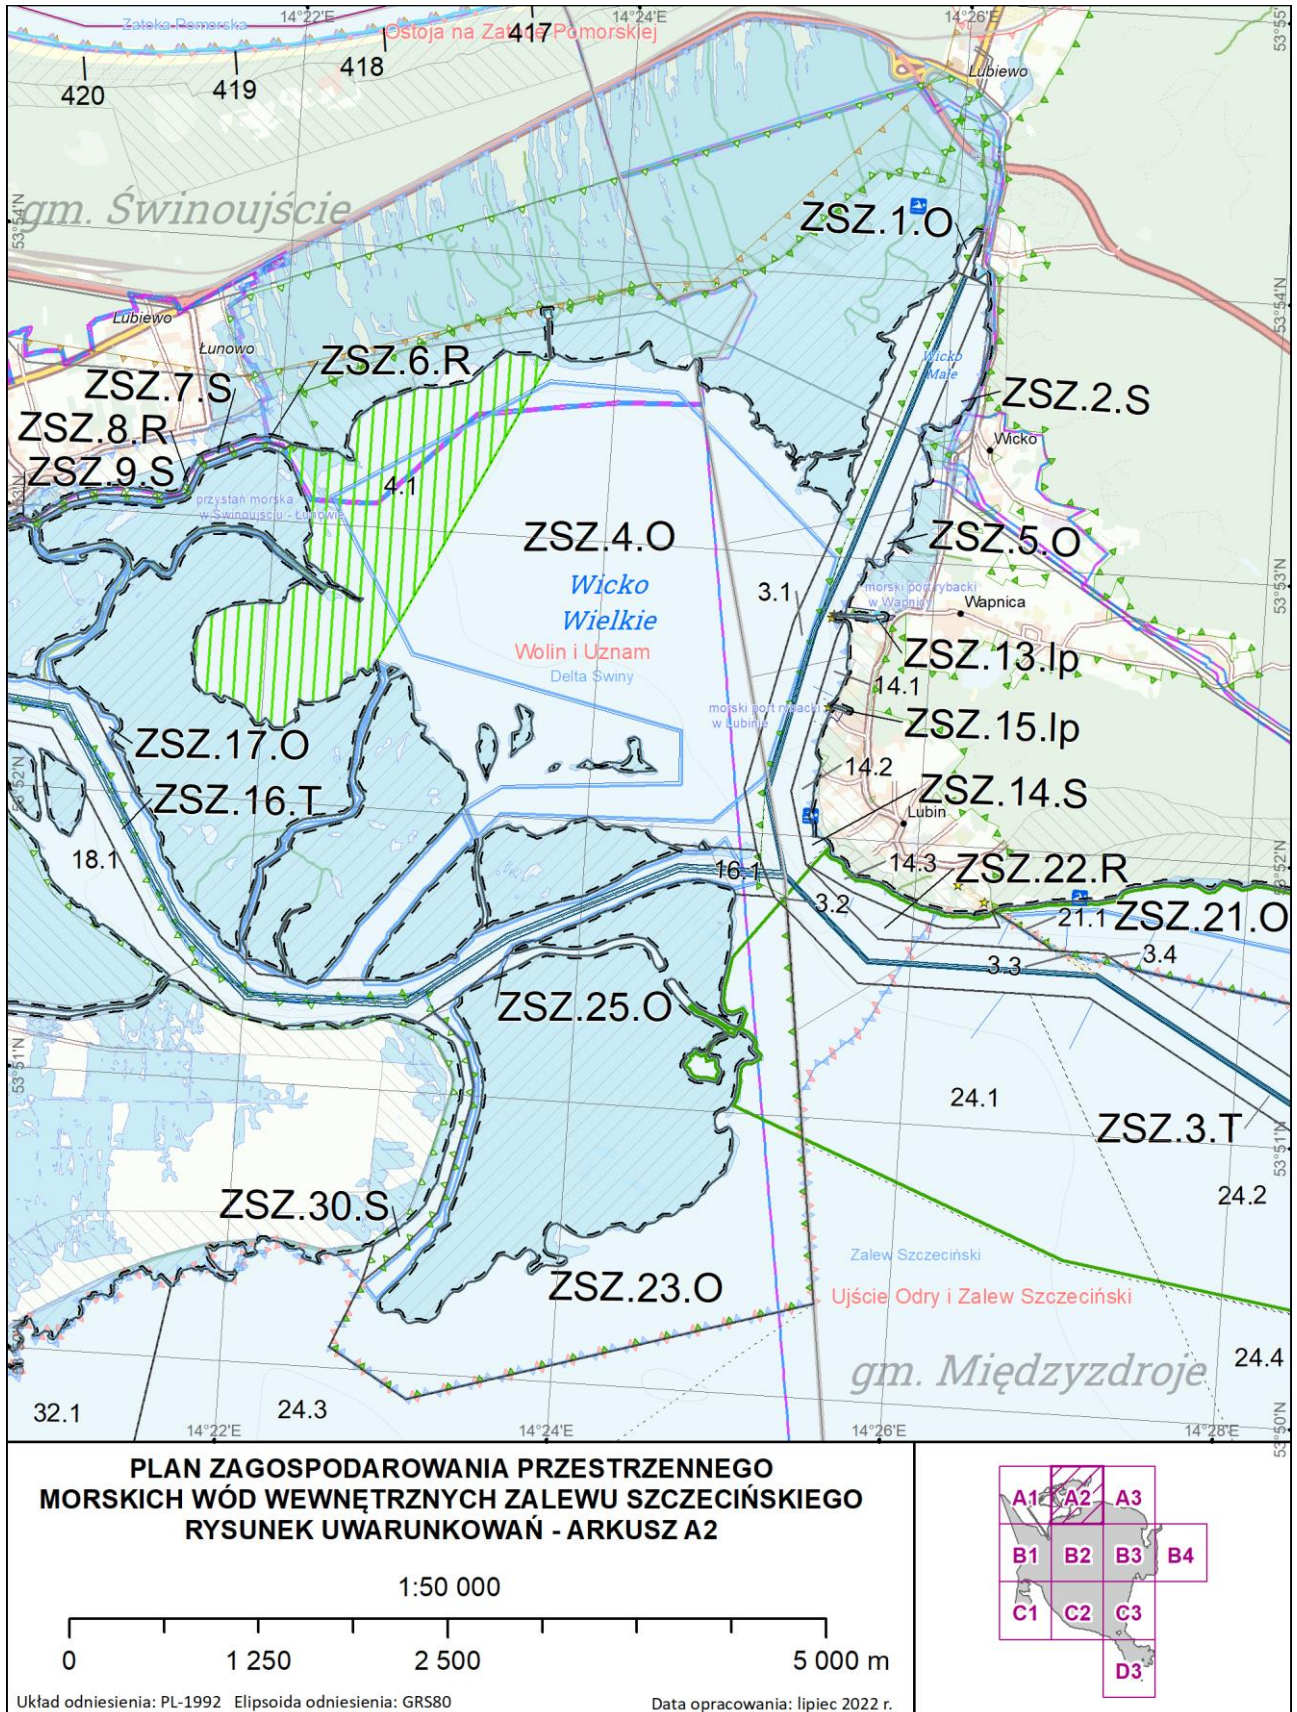 14°22'E
14°24'E
14°26'E
53°55'
Zatoka Pomorska
Ostoja na Zatoce Pomorskiej
417
418
419
420
Lubiewo
gm. Świnoujście
53°54'N
ZSZ.1.O
53°54'N
Lubiewo
Łunowo
ZSZ.6.R
Wicko
Małe
ZSZ.7.S
ZSZ.2.S
ZSZ.8.R
Wicko
ZSZ.9.S
4.1
przystań morska
w Świnoujściu - Łunowie
ZSZ.4.O
ZSZ.5.O
Wicko
Wielkie
3.1
morski port rybacki
w Wapnicy
Wapnica
53°53'N
Wolin i Uznam
Delta Świny
ZSZ.13.Ip
14.1
morski port rybacki
w Lubinie
ZSZ.15.Ip
ZSZ.17.O
14.2
53°52'N
ZSZ.16.T
ZSZ.14.S
Lubin
18.1
16.1
14.3
ZSZ.22.R
53°52'N
3.2
21.1
ZSZ.21.O
3.3
3.4
ZSZ.25.O
53°51'N
24.1
ZSZ.3.T
53°51'N
24.2
ZSZ.30.S
Zalew Szczeciński
ZSZ.23.O
Ujście Odry i Zalew Szczeciński
24.4
gm. Międzyzdroje
32.1
24.3
14°22'E
14°24'E
14°26'E
14°28'E
53°50'N
PLAN ZAGOSPODAROWANIA PRZESTRZENNEGO
MORSKICH WÓD WEWNĘTRZNYCH ZALEWU SZCZECIŃSKIEGO
RYSUNEK UWARUNKOWAŃ - ARKUSZ A2
1:50 000
0 1 250 2 500 5 000 m
Układ odniesienia: PL-1992 Elipsoida odniesienia: GRS80
Data opracowania: lipiec 2022 r.
A1 A2 A3
B1 B2 B3 B4
C1 C2 C3
D3